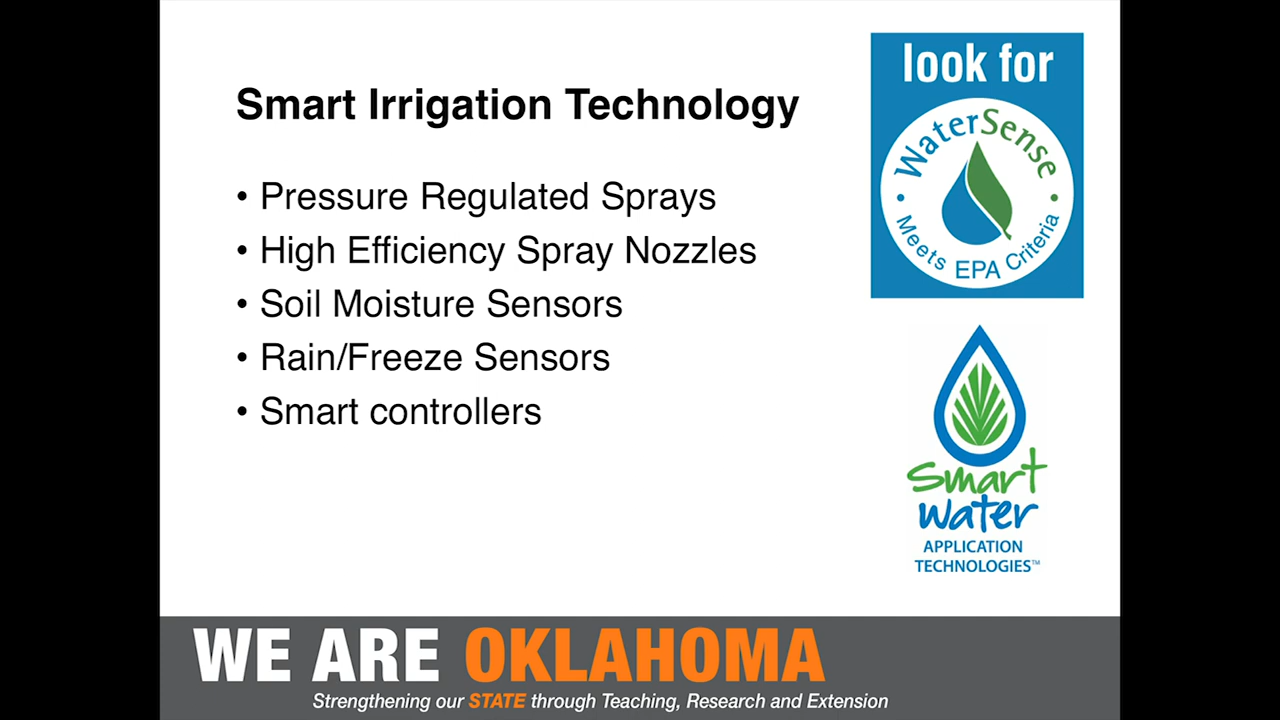 Smart Irrigation Technology
• Pressure Regulated Sprays
• High Efficiency Spray Nozzles
• Soil Moisture Sensors
• Rain/Freeze Sensors
• Smart controllers
look for
WaterSense
• Meets EPA Criteria •
smart
water
APPLICATION
TECHNOLOGIES™
WE ARE OKLAHOMA
Strengthening our STATE through Teaching, Research and Extension